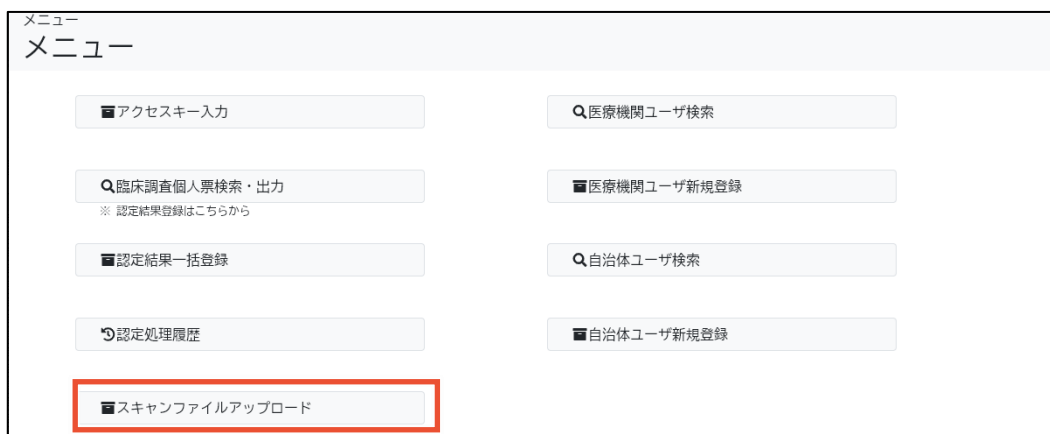 メニュー
メニュー
アクセスキー入力
医療機関ユーザ検索
臨床調査個人票検索・出力
医療機関ユーザ新規登録
※ 認定結果登録はこちらから
認定結果一括登録
自治体ユーザ検索
認定処理履歴
自治体ユーザ新規登録
スキャンファイルアップロード